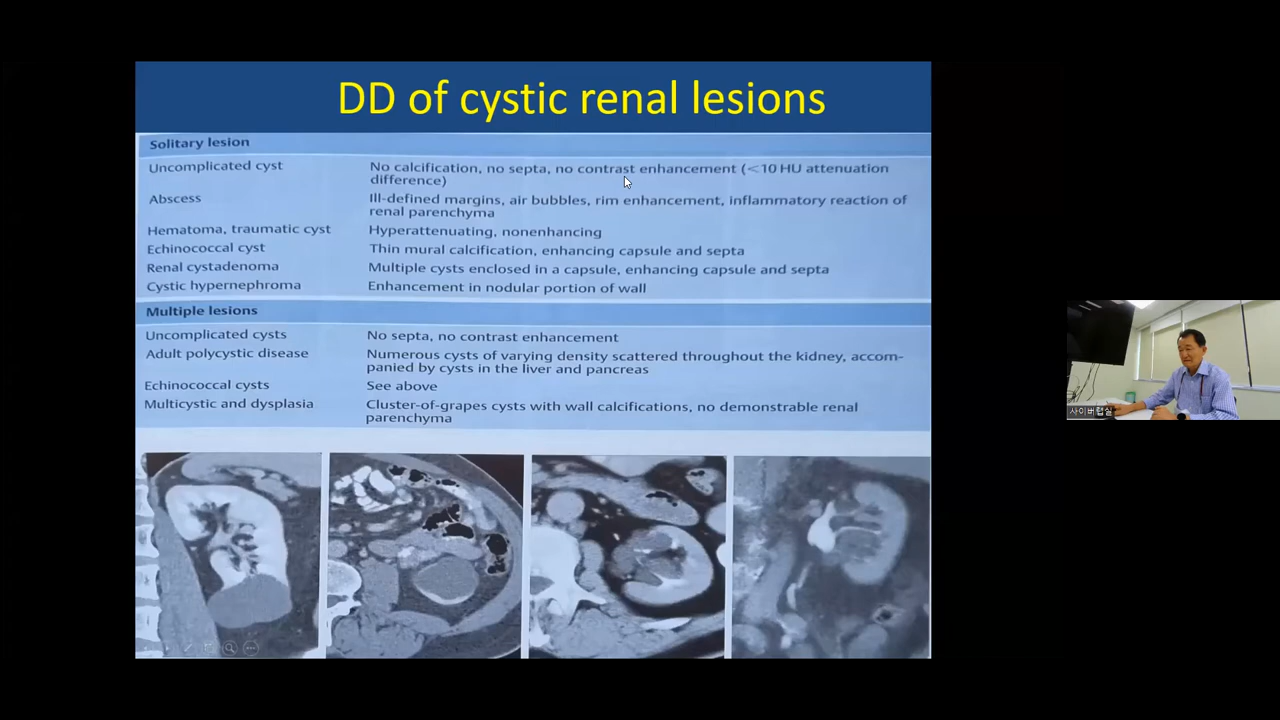 DD of cystic renal lesions
Solitary lesion
Uncomplicated cyst No calcification, no septa, no contrast enhancement (<10 HU attenuation
difference)
Abscess Ill-defined margins, air bubbles, rim enhancement, inflammatory reaction of
renal parenchyma
Hematoma, traumatic cyst Hyperattenuating, nonenhancing
Echinococcal cyst Thin mural calcification, enhancing capsule and septa
Renal cystadenoma Multiple cysts enclosed in a capsule, enhancing capsule and septa
Cystic hypernephroma Enhancement in nodular portion of wall
Multiple lesions
Uncomplicated cysts No septa, no contrast enhancement
Adult polycystic disease Numerous cysts of varying density scattered throughout the kidney, accom-
panied by cysts in the liver and pancreas
Echinococcal cysts See above
Multicystic and dysplasia Cluster-of-grapes cysts with wall calcifications, no demonstrable renal
parenchyma
사이버랩실